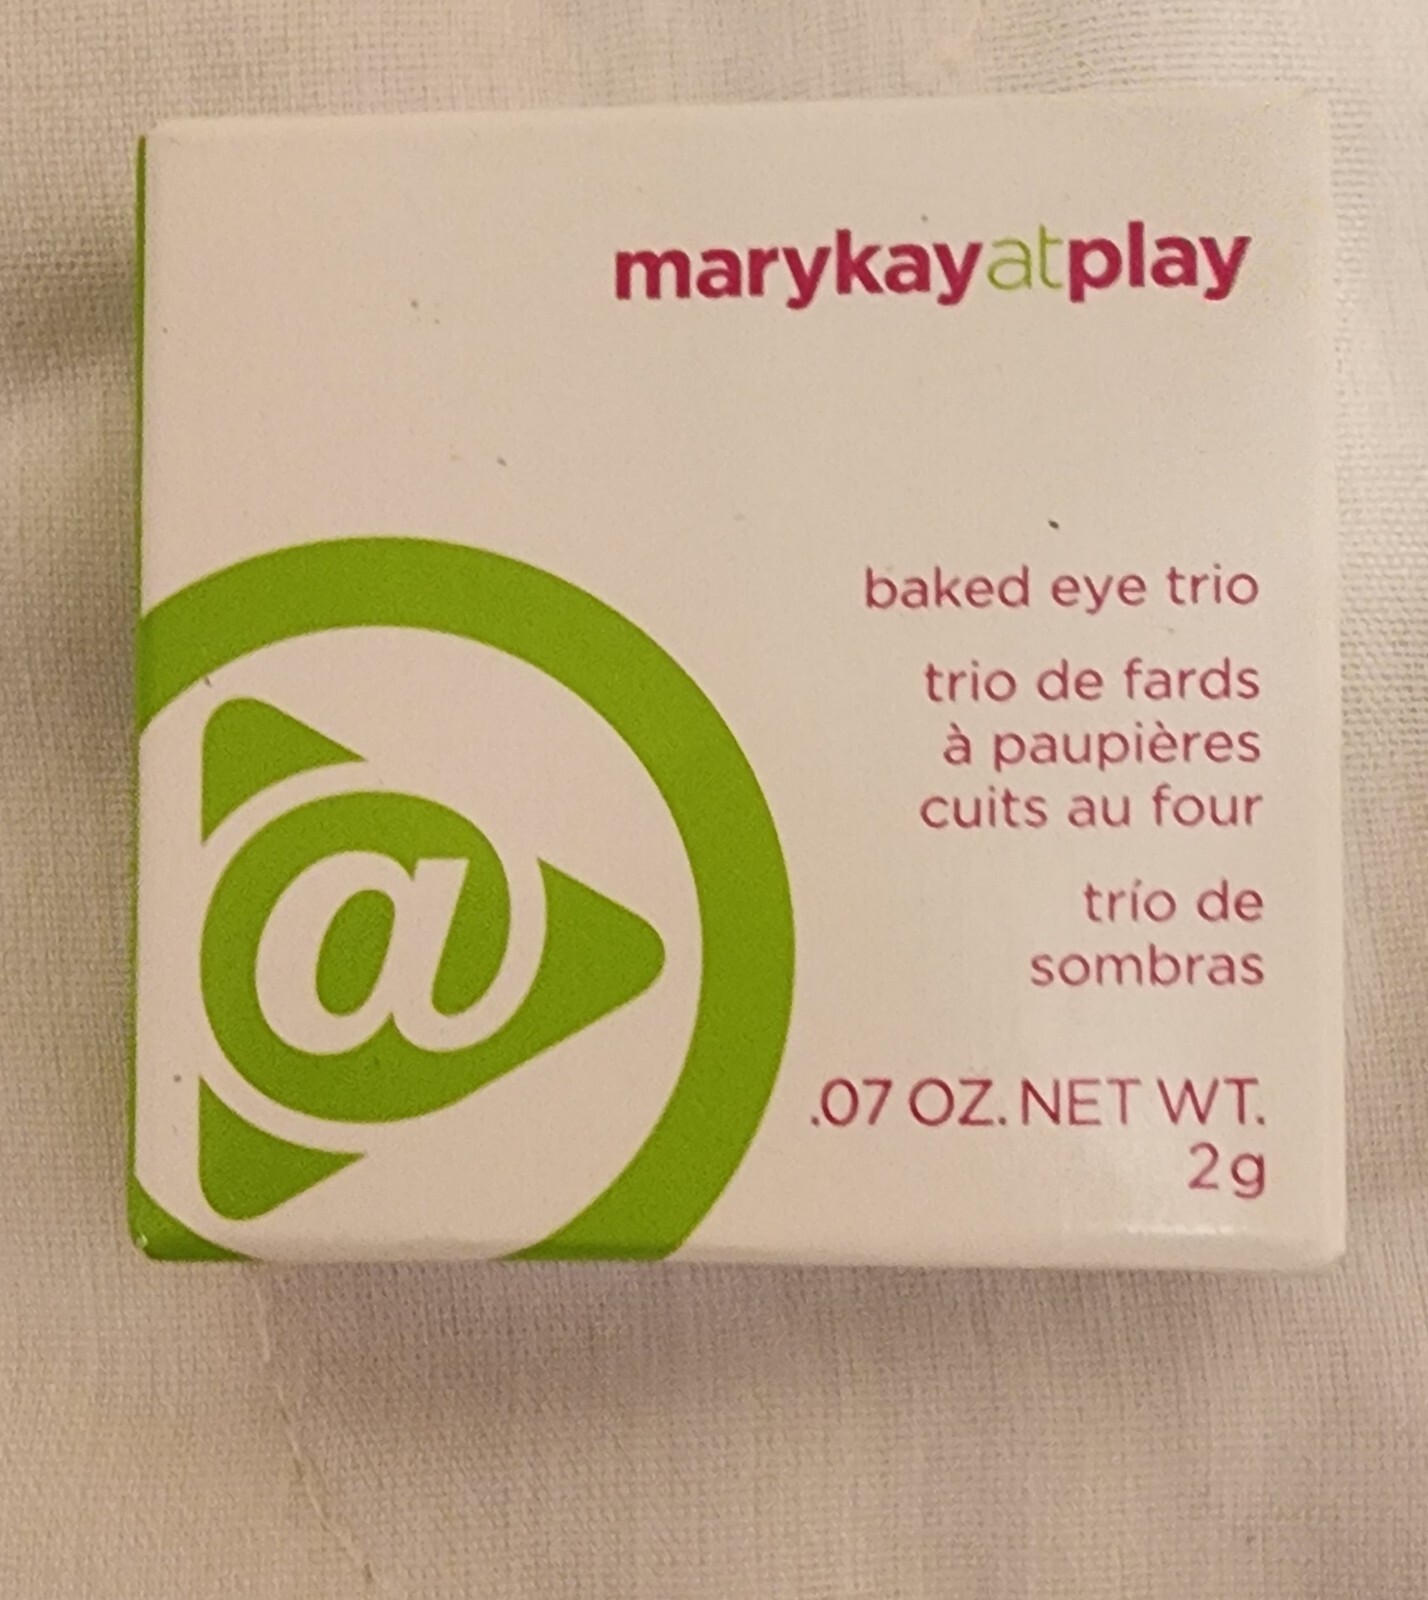 marykayatplay
baked eye trio
trio de fards
à paupières
cuits au four
trío de
sombras
@
.07 OZ. NET WT.
2g